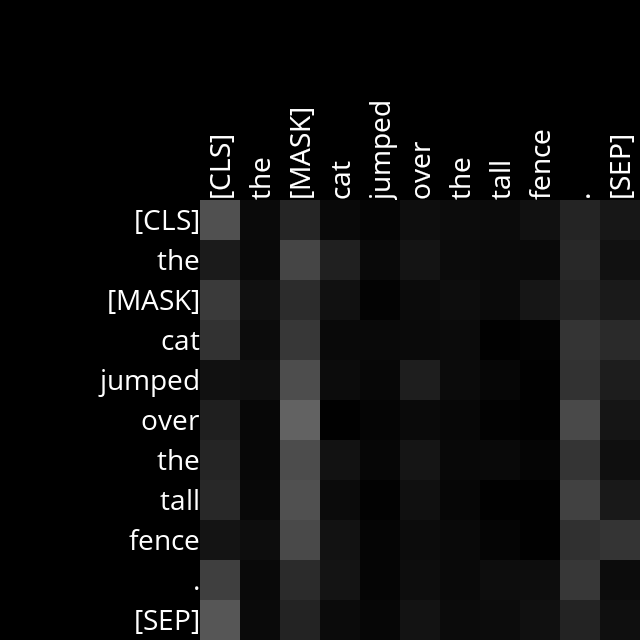 [CLS] the [MASK] cat jumped over the tall fence . [SEP]
[CLS]
the
[MASK]
cat
jumped
over
the
tall
fence
.
[SEP]